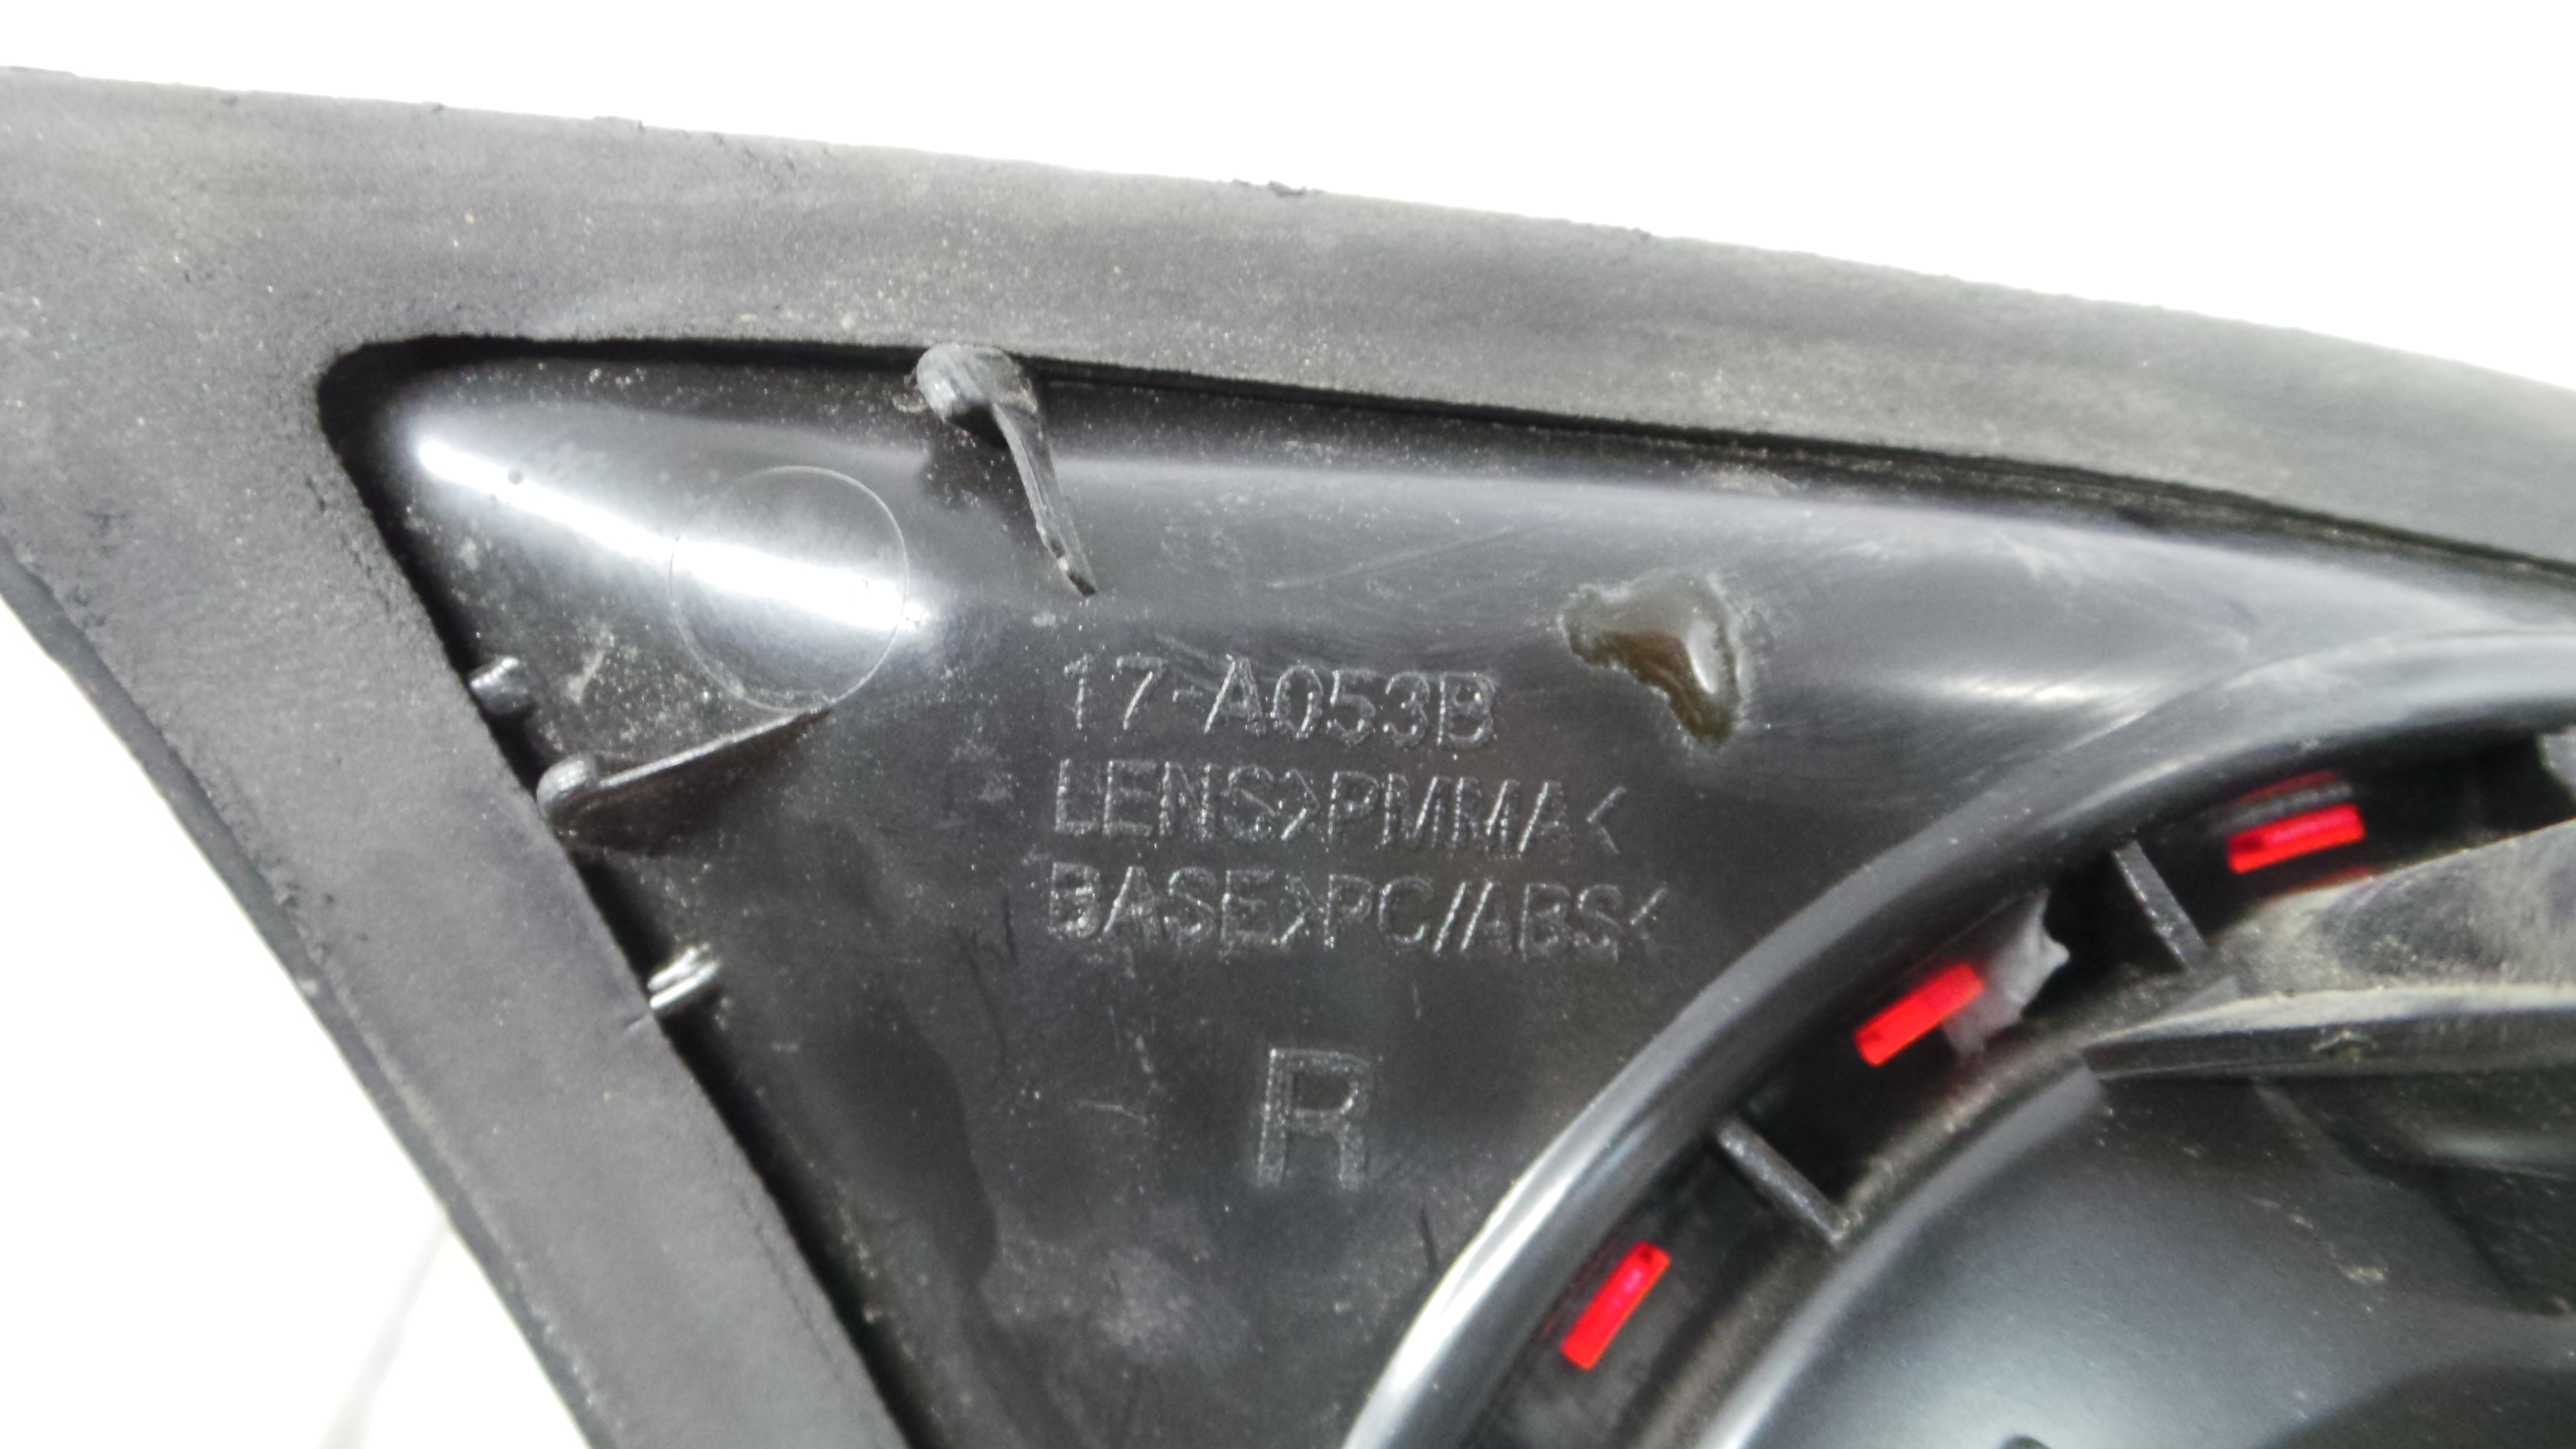 17-A053B
LENS>PMMA<
BASE>PC//ABS<
R